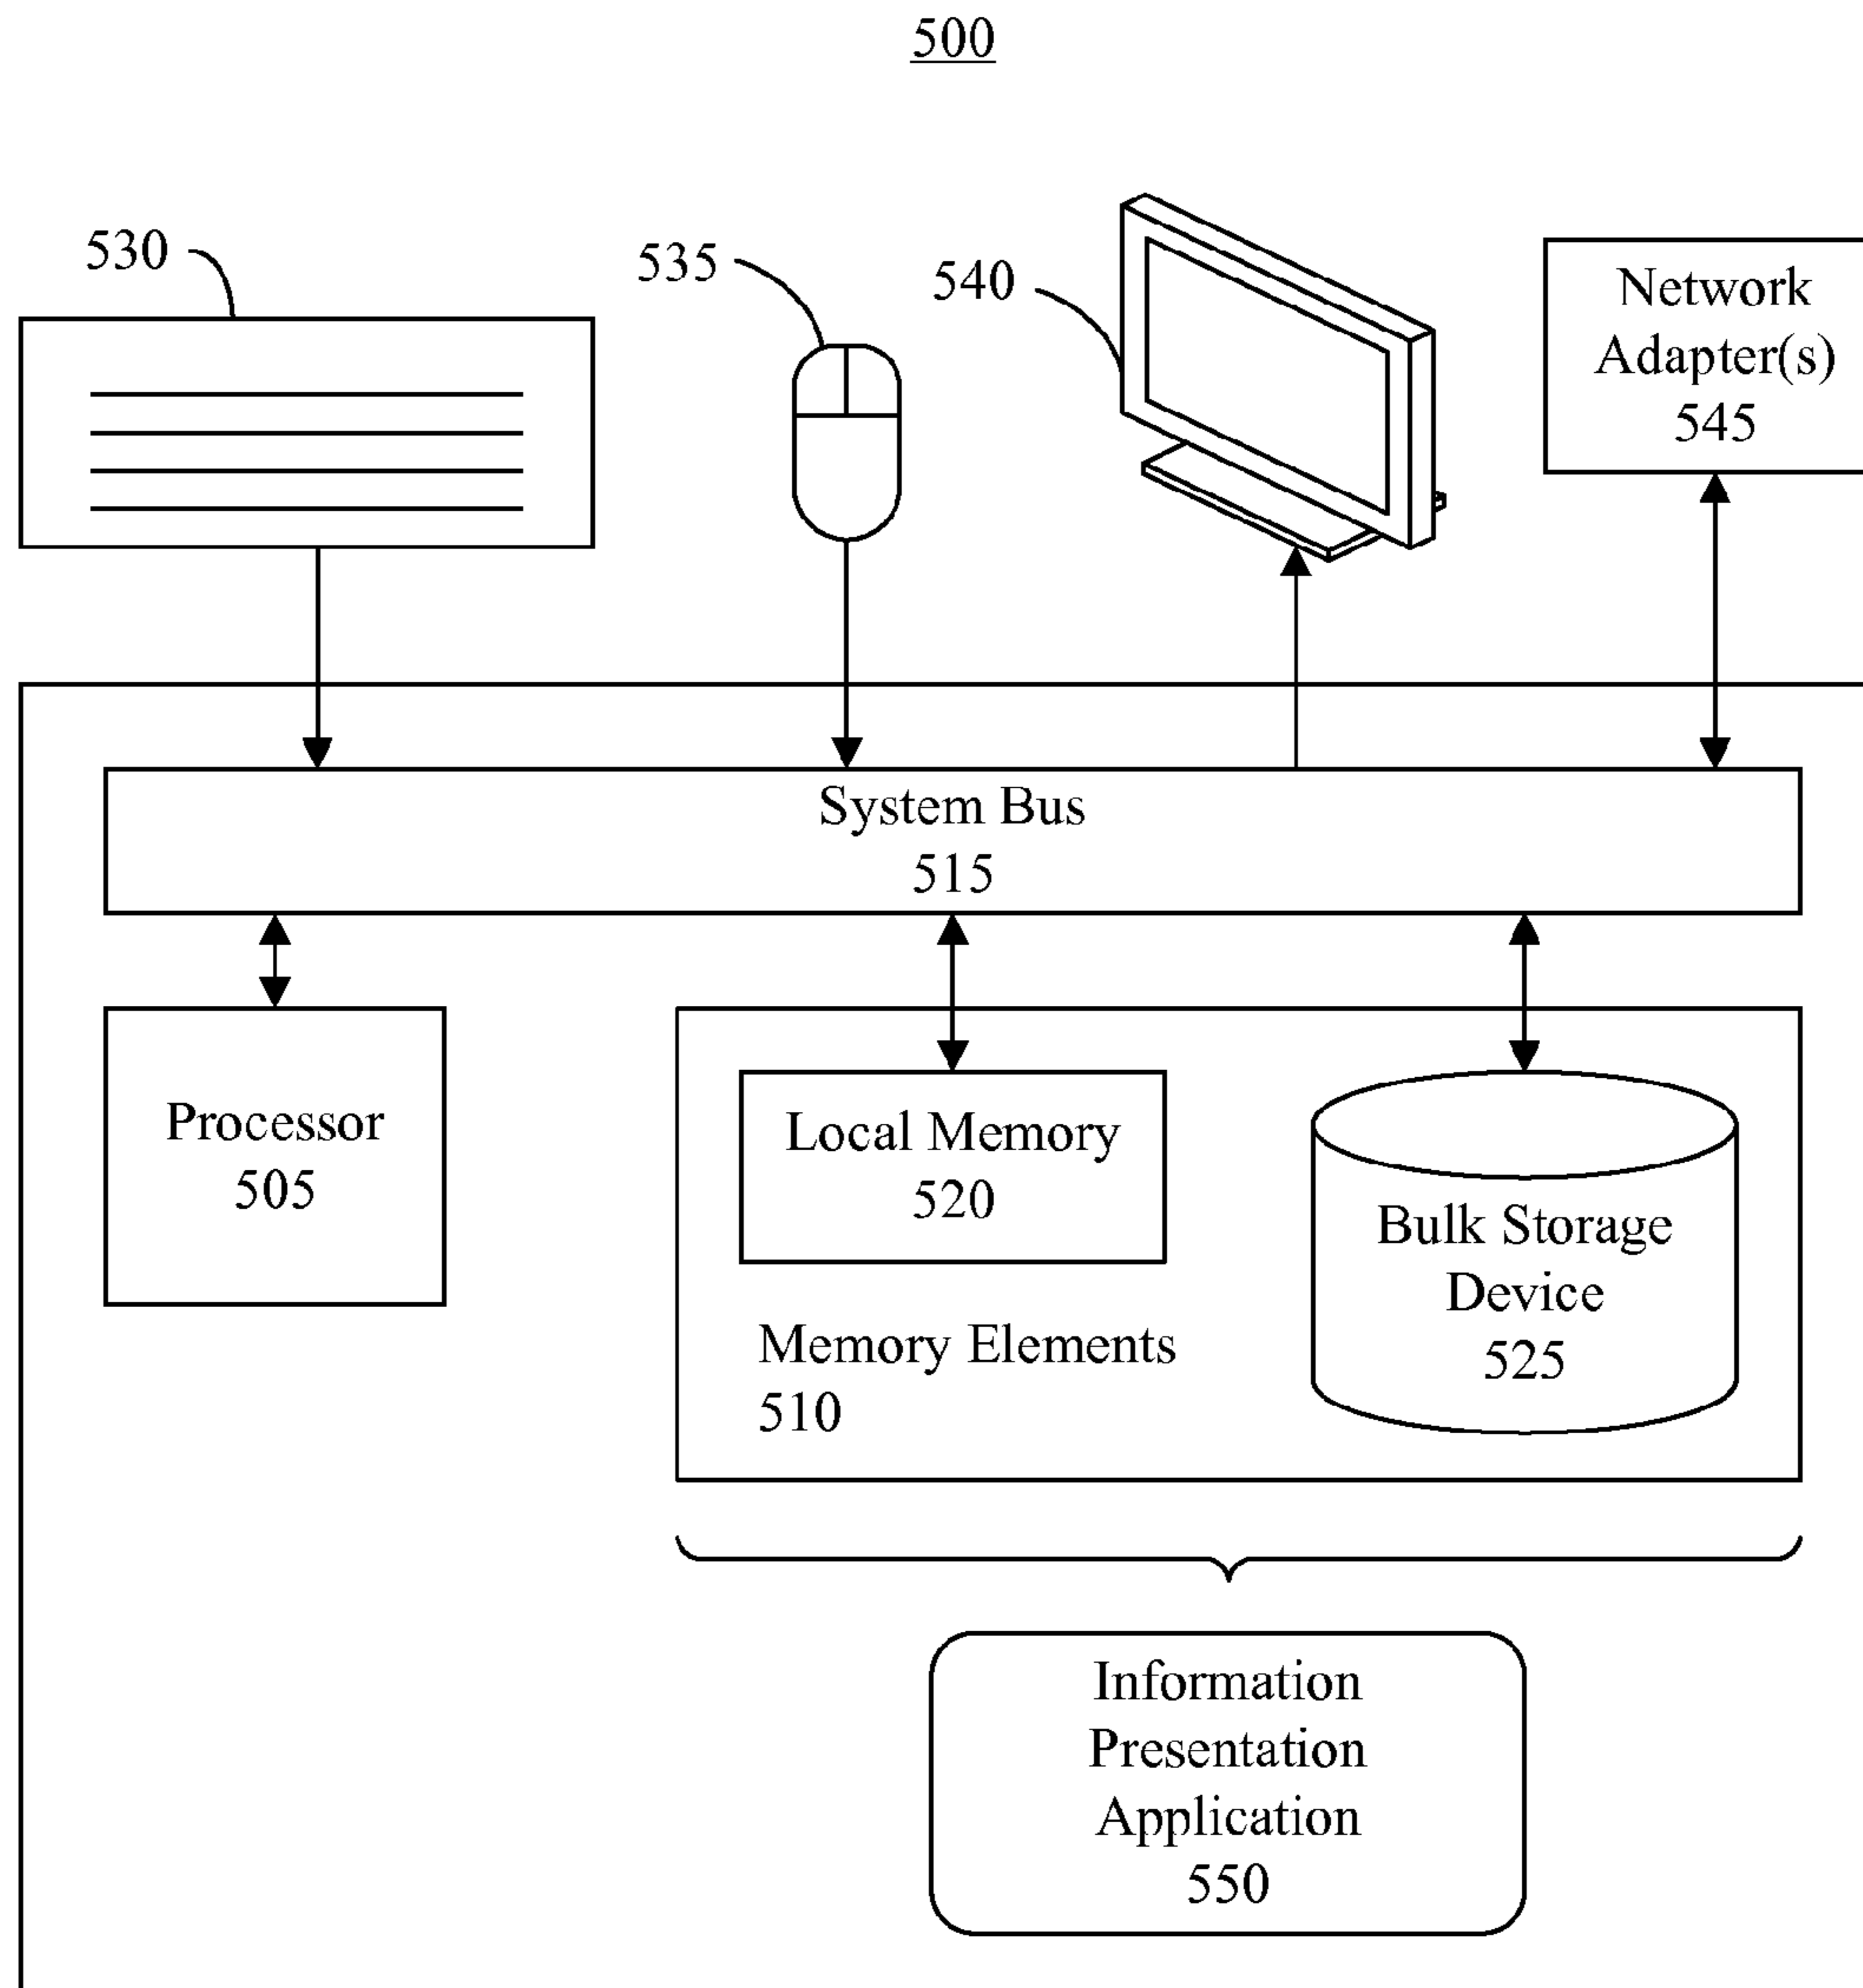 500
530
535
540
Network
Adapter(s)
545
System Bus
515
Processor
505
Local Memory
520
Bulk Storage
Device
525
Memory Elements
510
Information
Presentation
Application
550